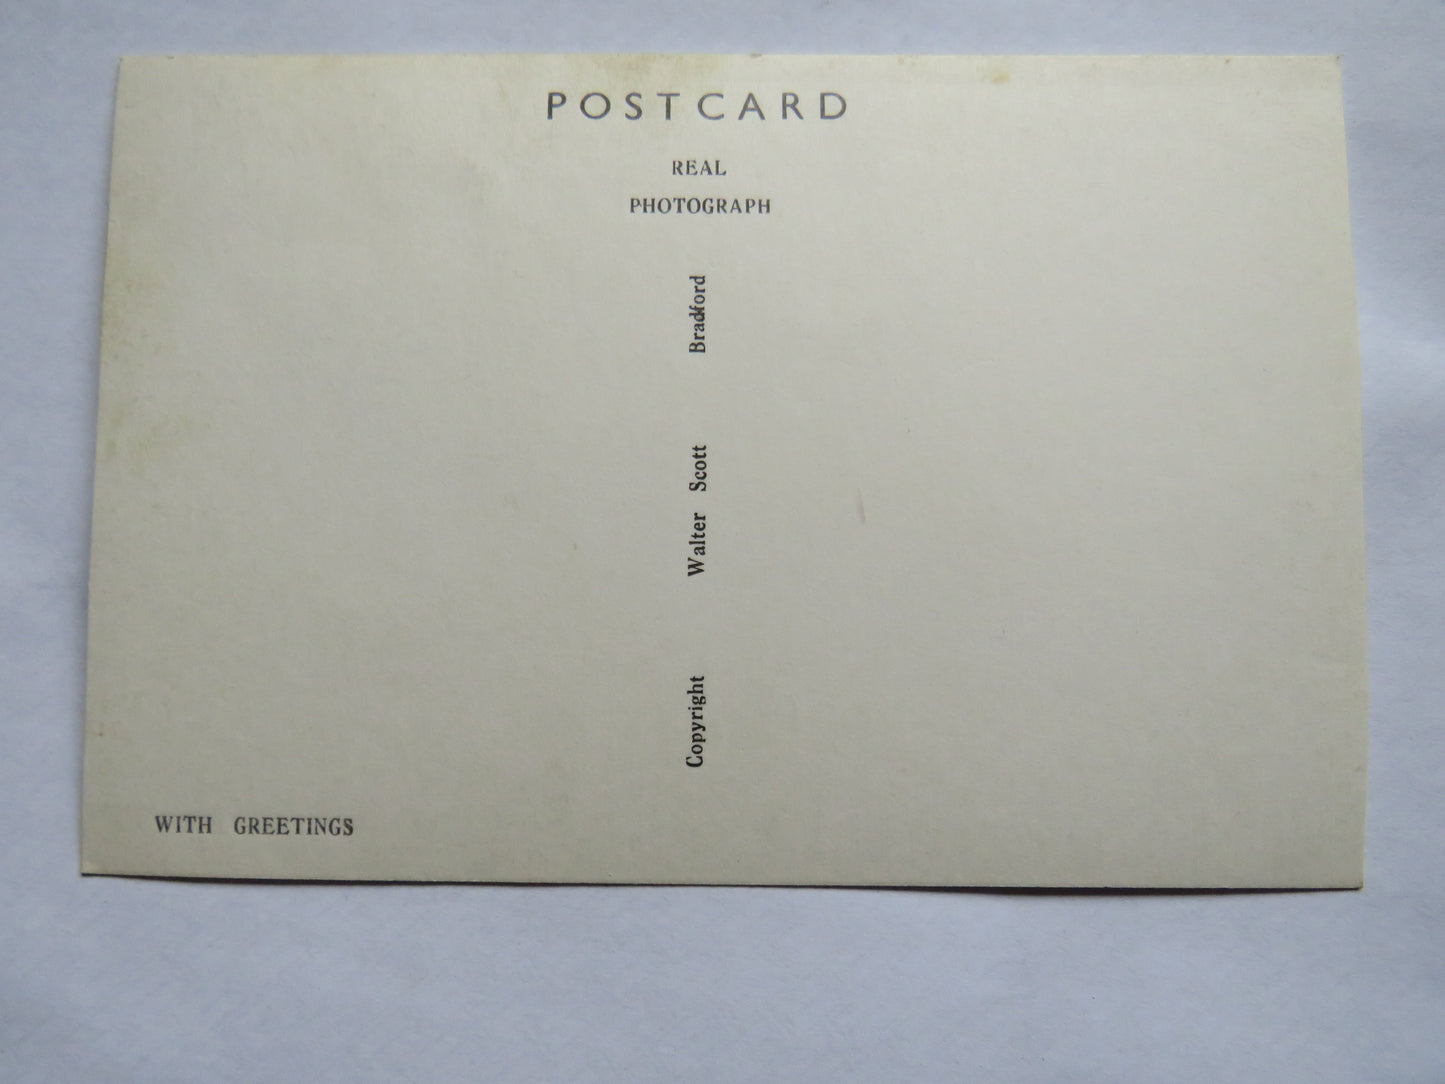 POSTCARD
REAL
PHOTOGRAPH
Copyright Walter Scott Bradford
WITH GREETINGS